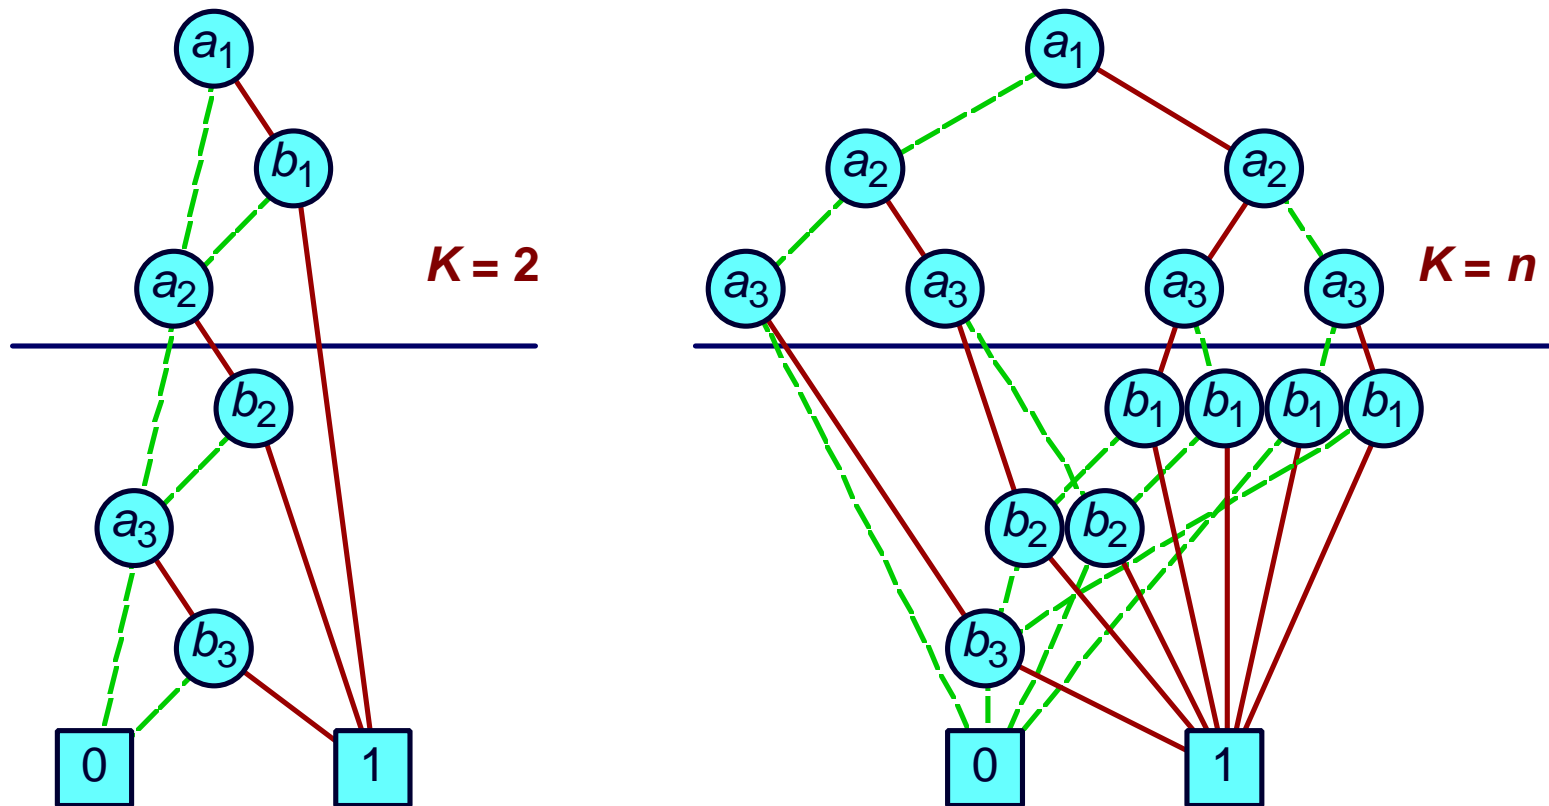 a1
b1
a2
K = 2
b2
a3
b3
0 1
a1
a2 a2
a3 a3 a3 a3
K = n
b1 b1 b1 b1
b2 b2
b3
0 1